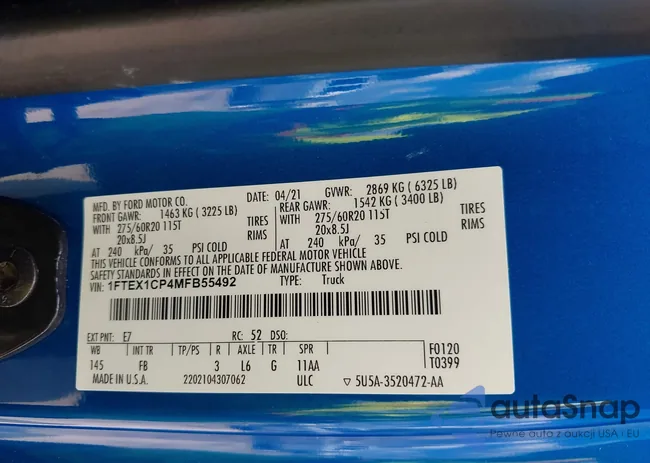 MFD. BY FORD MOTOR CO.
DATE: 04/21 GVWR: 2869 KG ( 6325 LB)
FRONT GAWR: 1463 KG ( 3225 LB) REAR GAWR: 1542 KG ( 3400 LB)
WITH 275/60R20 115T TIRES WITH 275/60R20 115T TIRES
20x8.5J RIMS 20x8.5J RIMS
AT 240 kPa/ 35 PSI COLD AT 240 kPa/ 35 PSI COLD
THIS VEHICLE CONFORMS TO ALL APPLICABLE FEDERAL MOTOR VEHICLE
SAFETY STANDARDS IN EFFECT ON THE DATE OF MANUFACTURE SHOWN ABOVE.
VIN: 1FTEX1CP4MFB55492 TYPE: Truck
EXT PNT: E7 RC: 52 DSO: F0120
WB INT TR TP/PS R AXLE TR SPR T0399
145 FB 3 L6 G 11AA
MADE IN U.S.A. 2202104307062 ULC ▽ 5U5A-3520472-AA
autoSnap
Pewne auta z aukcji USA i EU